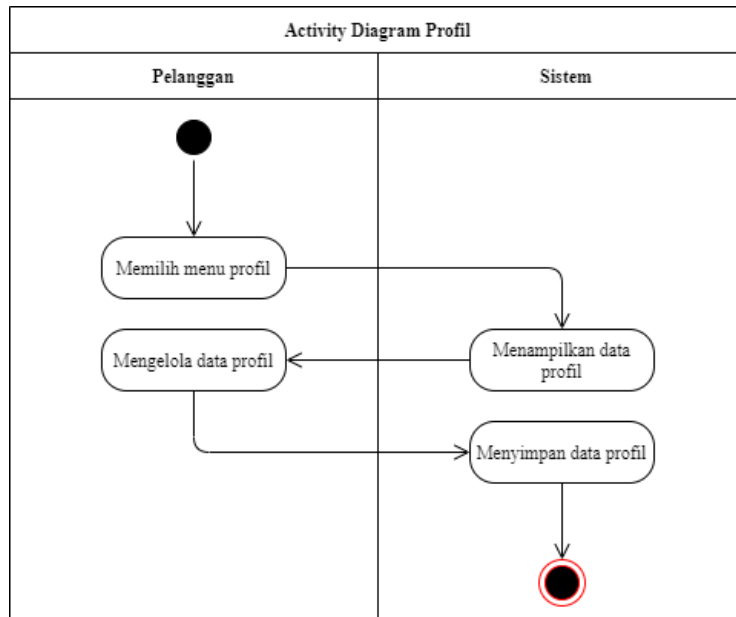 Activity Diagram Profil
Pelanggan
Sistem
Memilih menu profil
Menampilkan data
profil
Mengelola data profil
Menyimpan data profil